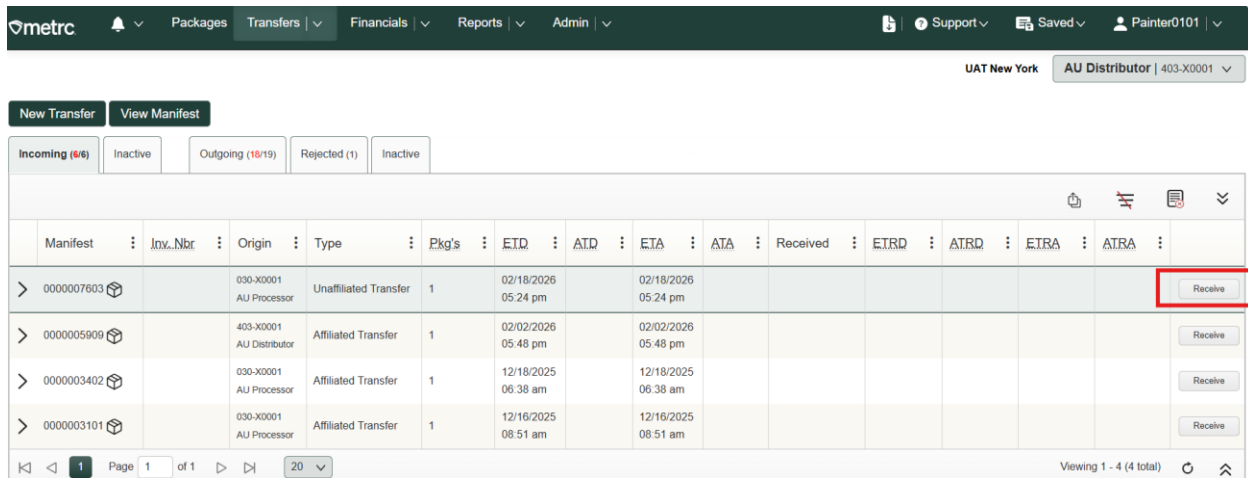 metrc Packages Transfers | Financials | Reports | Admin | Support Saved Painter0101 |
UAT New York AU Distributor | 403-X0001
New Transfer View Manifest
Incoming (6/6) Inactive Outgoing (18/19) Rejected (1) Inactive
Manifest Inv. Nbr Origin Type Pkg's ETD ATD ETA ATA Received ETRD ATRD ETRA ATRA
0000007603 030-X0001 AU Processor Unaffiliated Transfer 1 02/18/2026 05:24 pm 02/18/2026 05:24 pm Receive
0000005909 403-X0001 AU Distributor Affiliated Transfer 1 02/02/2026 05:48 pm 02/02/2026 05:48 pm Receive
0000003402 030-X0001 AU Processor Affiliated Transfer 1 12/18/2025 06:38 am 12/18/2025 06:38 am Receive
0000003101 030-X0001 AU Processor Affiliated Transfer 1 12/16/2025 08:51 am 12/16/2025 08:51 am Receive
1 Page 1 of 1 20 Viewing 1 - 4 (4 total)